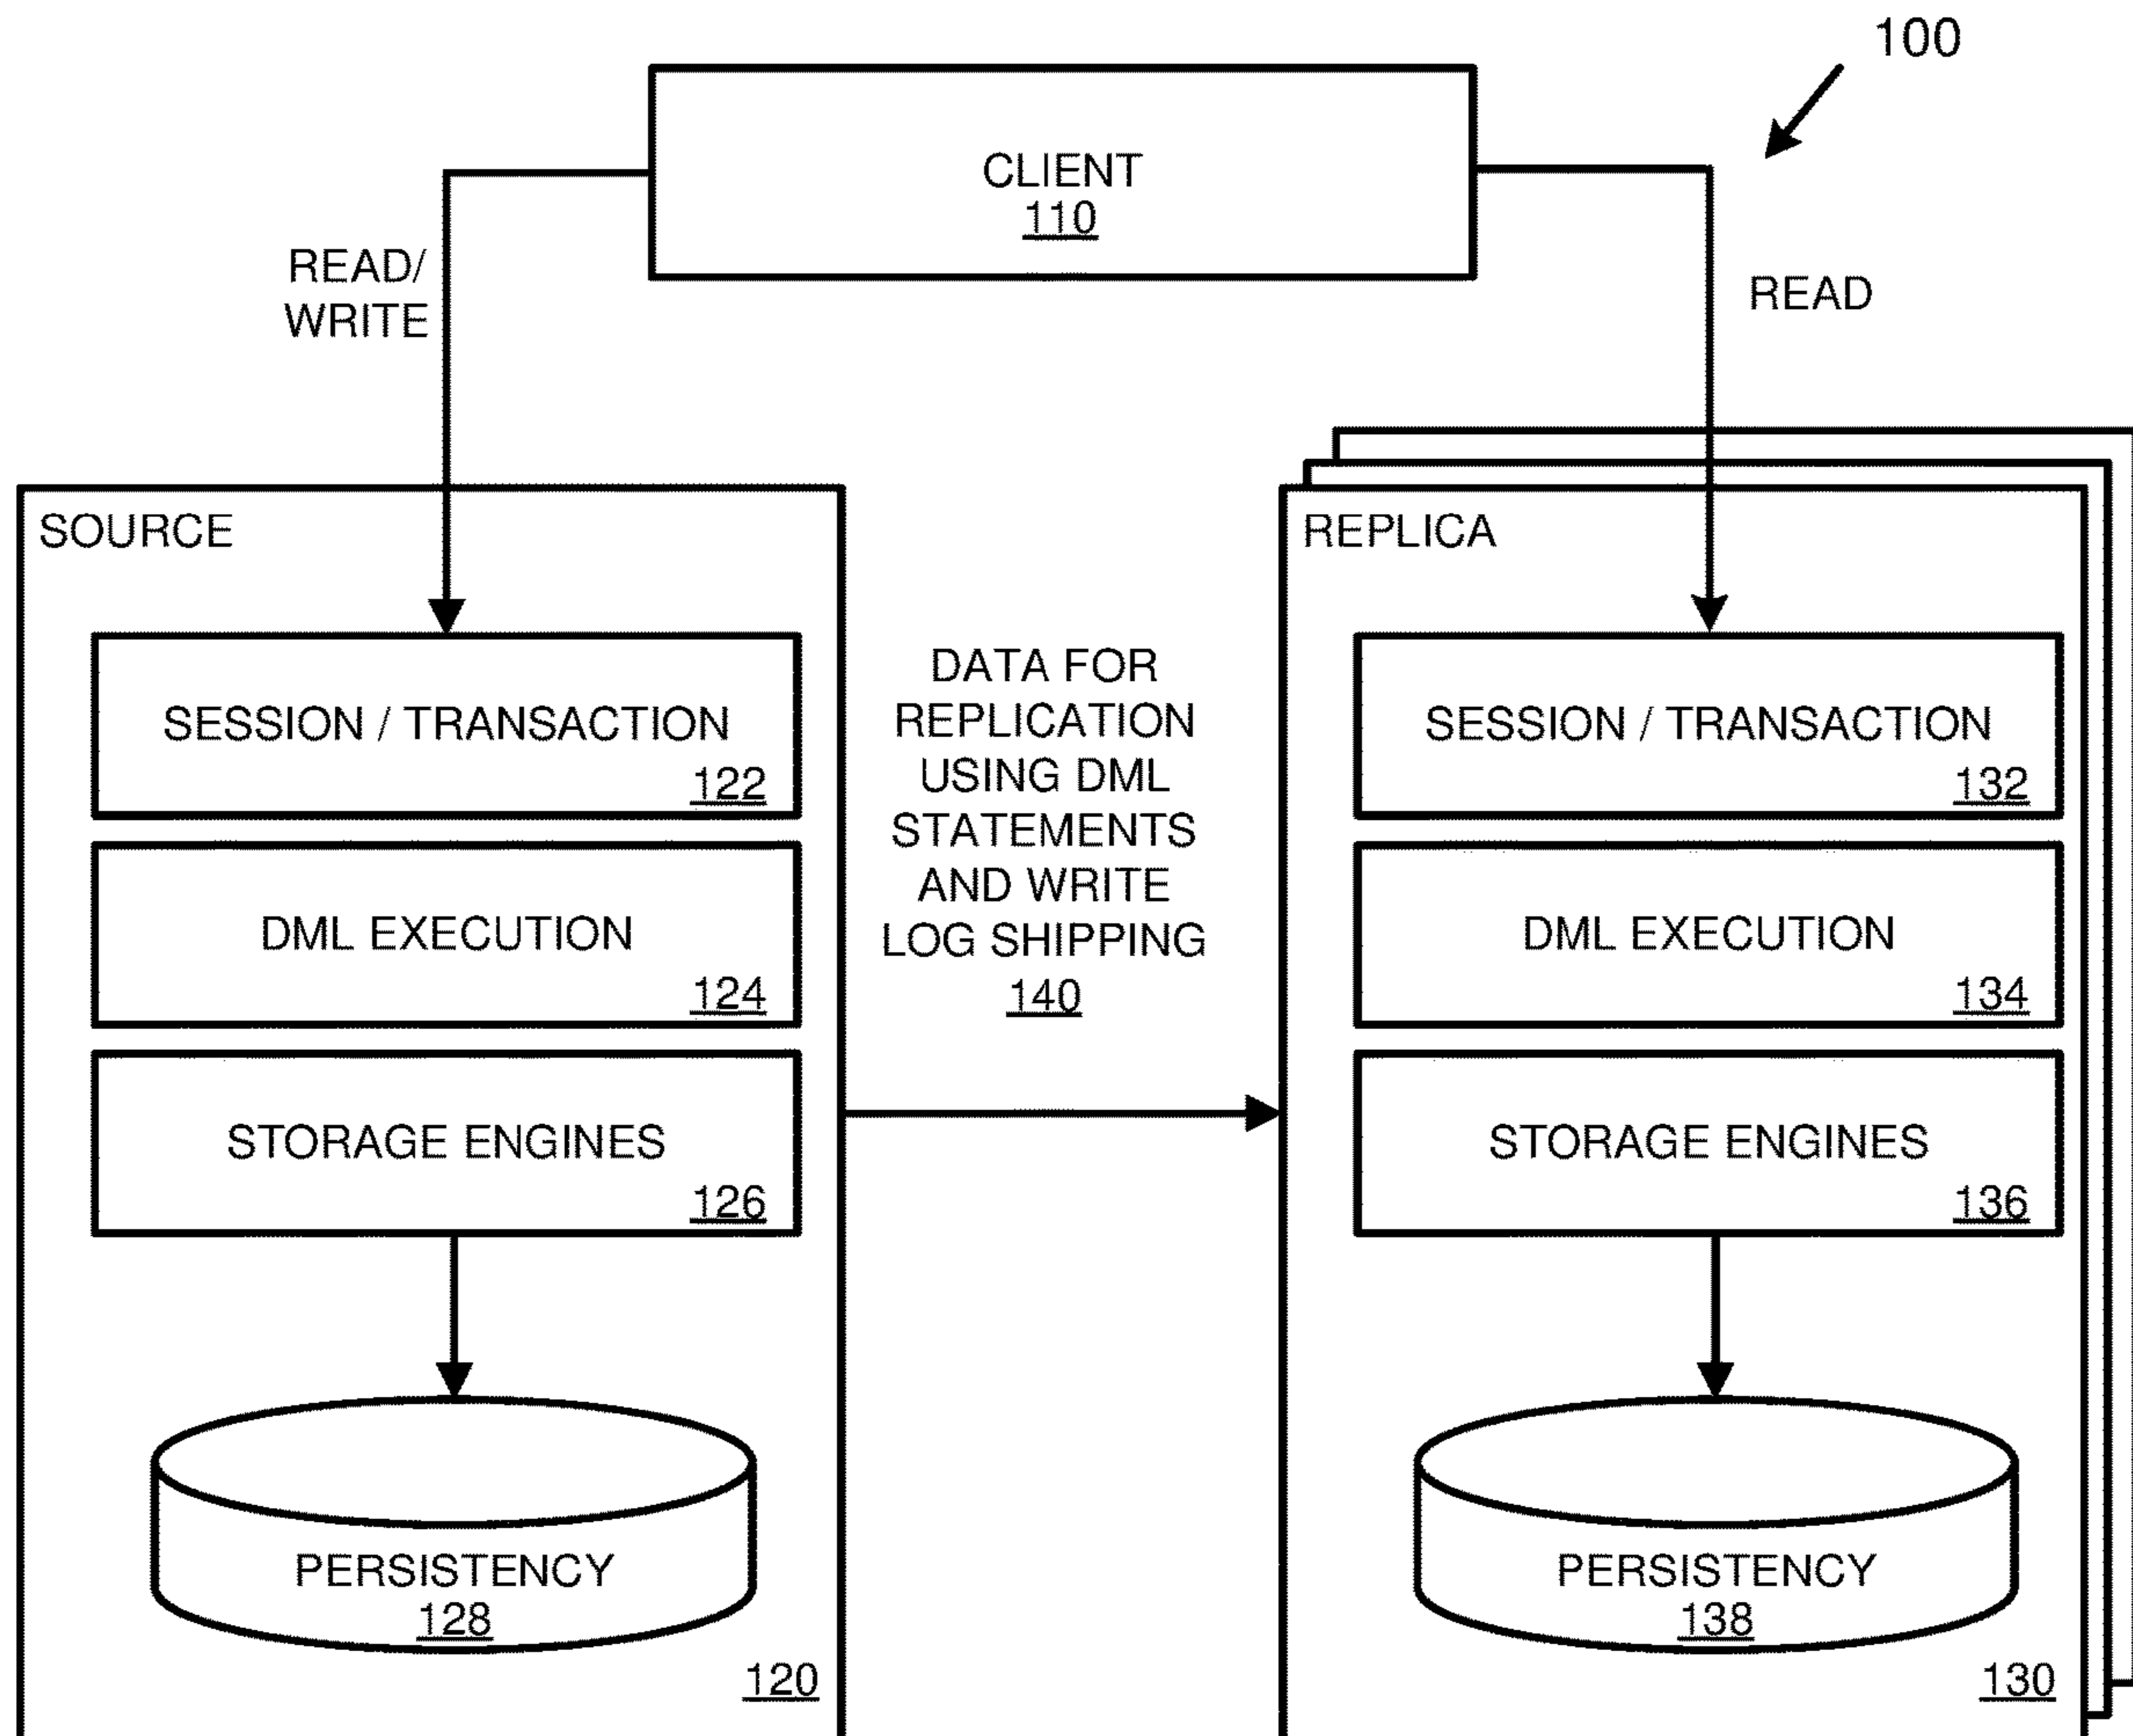 100
CLIENT
110
READ/
WRITE
READ
SOURCE
SESSION / TRANSACTION
122
DML EXECUTION
124
STORAGE ENGINES
126
PERSISTENCY
128
120
DATA FOR
REPLICATION
USING DML
STATEMENTS
AND WRITE
LOG SHIPPING
140
REPLICA
SESSION / TRANSACTION
132
DML EXECUTION
134
STORAGE ENGINES
136
PERSISTENCY
138
130